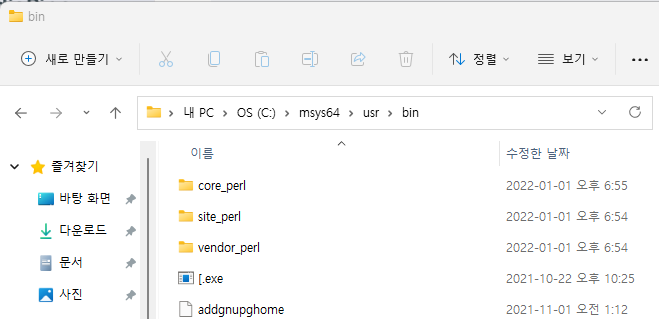 bin
새로 만들기 정렬 보기
내 PC OS (C:) msys64 usr bin
이름 수정한 날짜
즐겨찾기
바탕 화면
다운로드
문서
사진
core_perl 2022-01-01 오후 6:55
site_perl 2022-01-01 오후 6:54
vendor_perl 2022-01-01 오후 6:54
[.exe 2021-10-22 오후 10:25
addgnupghome 2021-11-01 오전 1:12